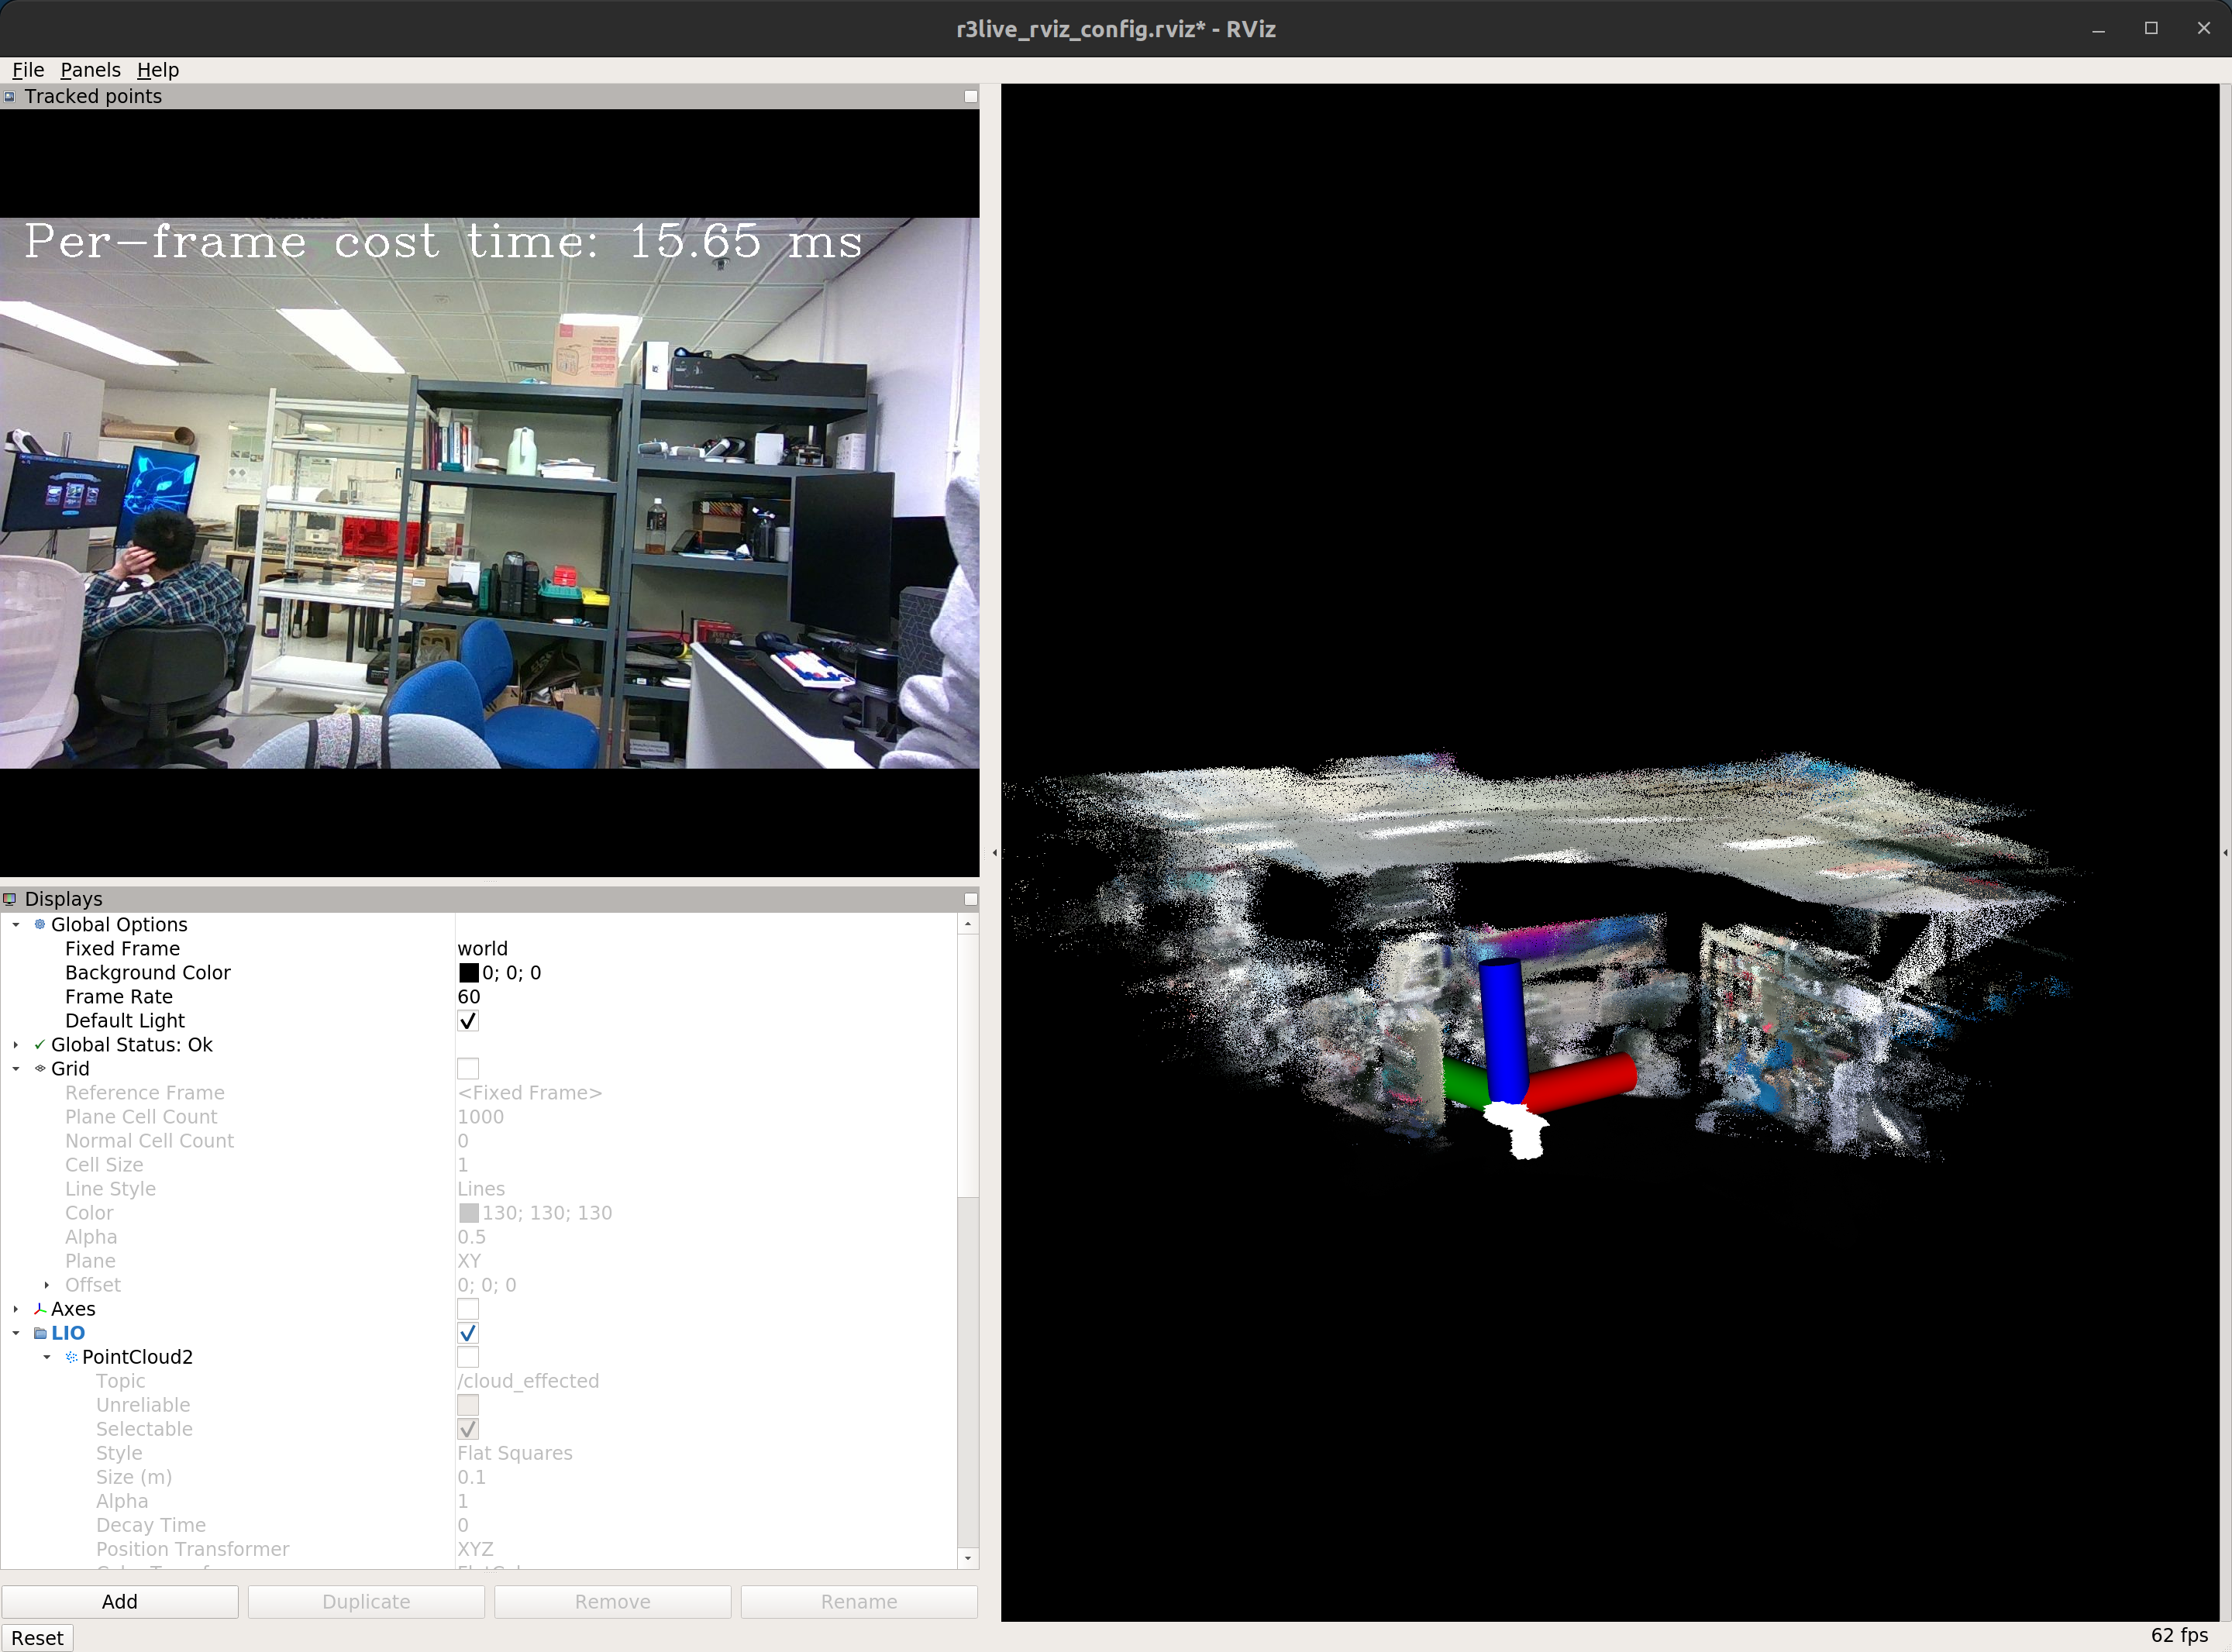 r3live_rviz_config.rviz* - RViz
File Panels Help
Tracked points
Per-frame cost time: 15.65 ms
Displays
Global Options
Fixed Frame world
Background Color 0; 0; 0
Frame Rate 60
Default Light
Global Status: Ok
Grid
Reference Frame <Fixed Frame>
Plane Cell Count 1000
Normal Cell Count 0
Cell Size 1
Line Style Lines
Color 130; 130; 130
Alpha 0.5
Plane XY
Offset 0; 0; 0
Axes
LIO
PointCloud2
Topic /cloud_effected
Unreliable
Selectable
Style Flat Squares
Size (m) 0.1
Alpha 1
Decay Time 0
Position Transformer XYZ
Add Duplicate Remove Rename
Reset
62 fps